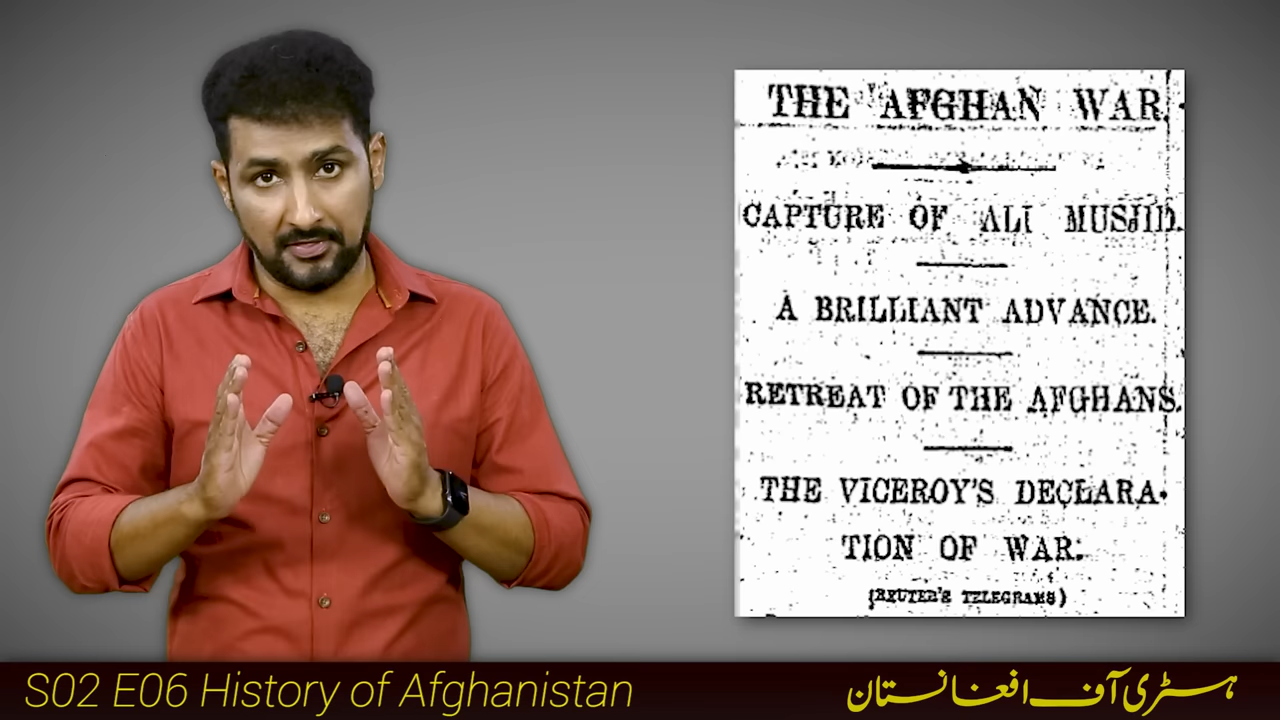 THE AFGHAN WAR.
CAPTURE OF ALI MUSJID.
A BRILLIANT ADVANCE.
RETREAT OF THE AFGHANS.
THE VICEROY'S DECLARA-
TION OF WAR:
(REUTER'S TELEGRAMS)
S02 E06 History of Afghanistan
ہسٹری آف افغانستان